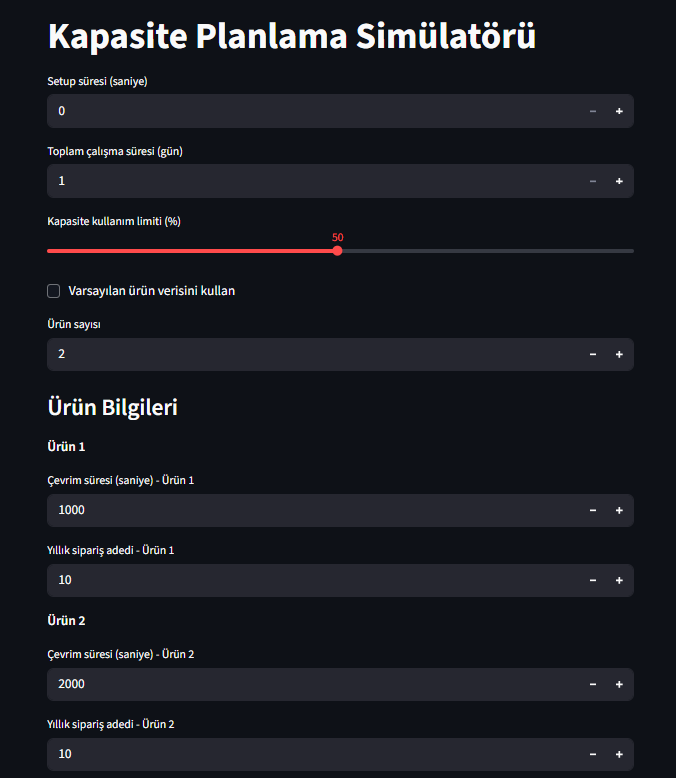 Kapasite Planlama Simülatörü
Setup süresi (saniye)
0
Toplam çalışma süresi (gün)
1
Kapasite kullanım limiti (%)
50
Varsayılan ürün verisini kullan
Ürün sayısı
2
Ürün Bilgileri
Ürün 1
Çevrim süresi (saniye) - Ürün 1
1000
Yıllık sipariş adedi - Ürün 1
10
Ürün 2
Çevrim süresi (saniye) - Ürün 2
2000
Yıllık sipariş adedi - Ürün 2
10